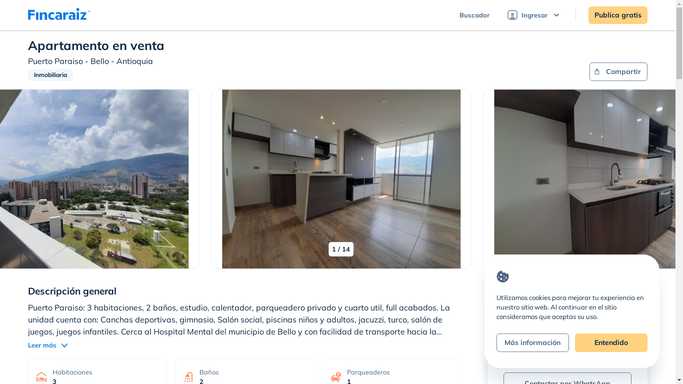 Fincaraiz
Buscador
Ingresar
Publica gratis
Apartamento en venta
Puerto Paraiso - Bello - Antioquia
Inmobiliaria
Compartir
1 / 14
Descripción general
Puerto Paraiso: 3 habitaciones, 2 baños, estudio, calentador, parqueadero privado y cuarto util, full acabados. La
unidad cuenta con: Canchas deportivas, gimnasio, Salón social, piscinas niños y adultos, jacuzzi, turco, salón de
juegos, juegos infantiles. Cerca al Hospital Mental del municipio de Bello y con facilidad de transporte hacia la...
Leer más
Habitaciones
3
Baños
2
Parqueaderos
1
Utilizamos cookies para mejorar tu experiencia en
nuestro sitio web. Al continuar en el sitio
consideramos que aceptas su uso.
Más información
Entendido
Contactar por WhatsApp